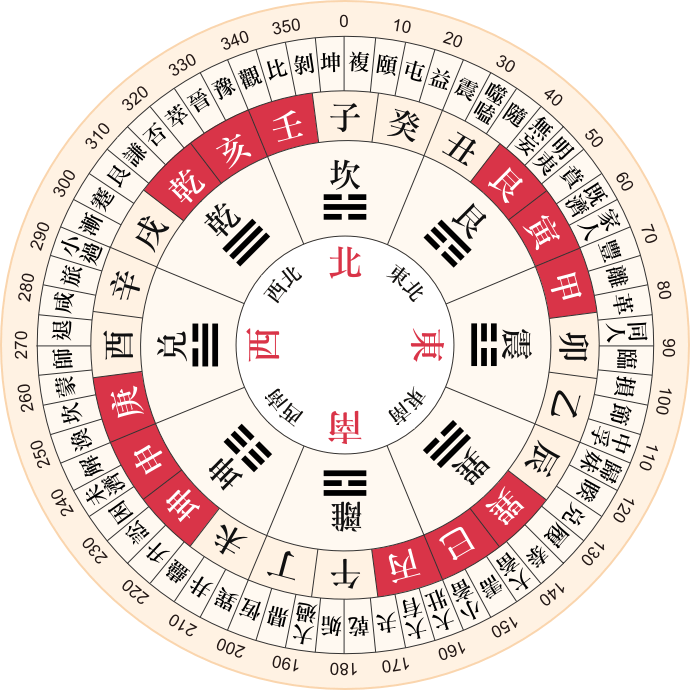 0
10
20
30
40
50
60
70
80
90
100
110
120
130
140
150
160
170
180
190
200
210
220
230
240
250
260
270
280
290
300
310
320
330
340
350
複
頤
屯
益
震
噬嗑
隨
無妄
明夷
賁
既濟
家人
豐
離
革
同人
臨
損
節
中孚
歸妹
睽
兌
履
泰
大畜
需
小畜
大壯
大有
夬
乾
姤
大過
鼎
恆
巽
井
蠱
升
訟
困
未濟
解
渙
坎
蒙
師
退
咸
旅
小過
漸
蹇
艮
謙
否
萃
晉
豫
觀
比
剝
坤
子
癸
丑
艮
寅
甲
卯
乙
辰
巽
巳
丙
午
丁
未
坤
申
庚
酉
辛
戌
乾
亥
壬
坎
艮
震
巽
離
坤
兌
乾
北
東北
東
東南
南
西南
西
西北